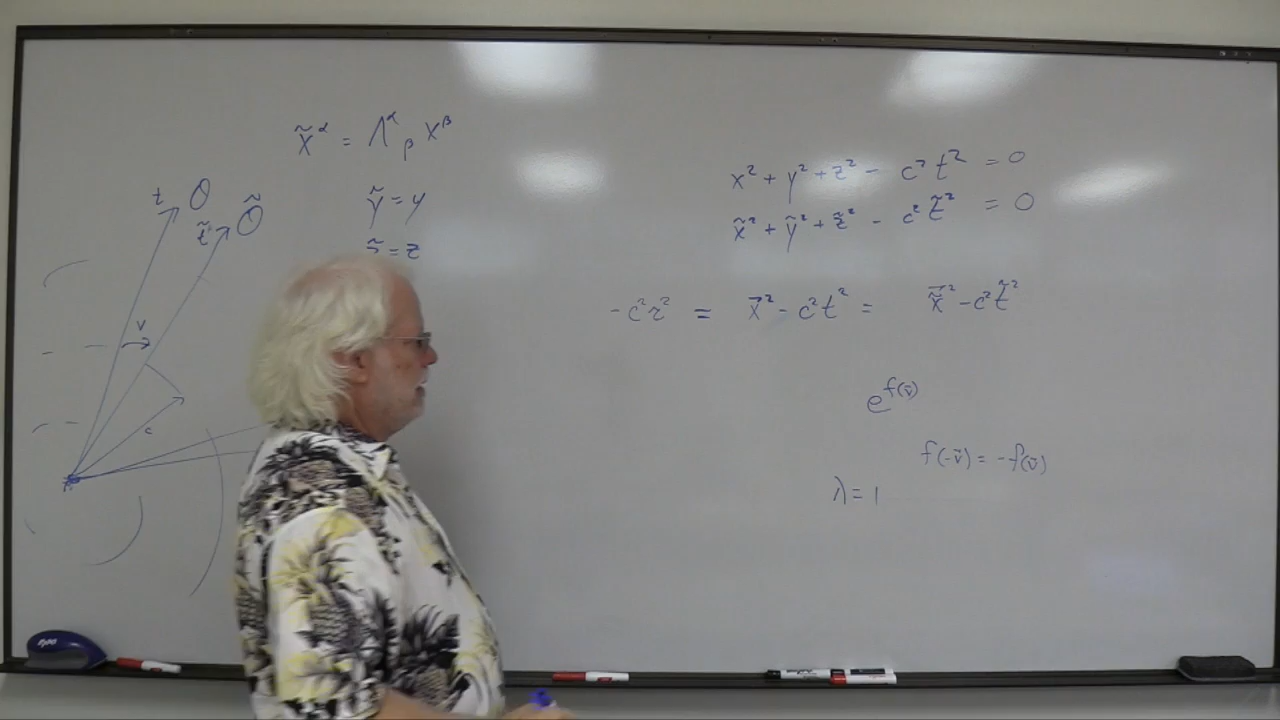 x̃^α = Λ^α_β x^β
ỹ = y
z̃ = z
t O
t̃ Õ
v
c
x² + y² + z² - c² t² = 0
x̃² + ỹ² + z̃² - c² t̃² = 0
-c²τ² = x⃗² - c²t² = x̃⃗² - c²t̃²
e^{f(v⃗)}
f(-v⃗) = -f(v⃗)
λ = 1